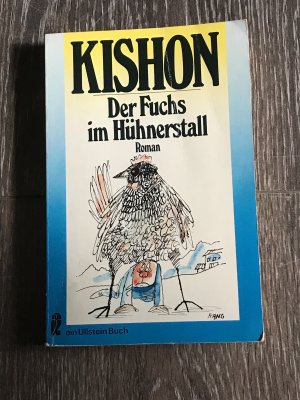 KISHON
Der Fuchs
im Hühnerstall
Roman
ein Ullstein Buch